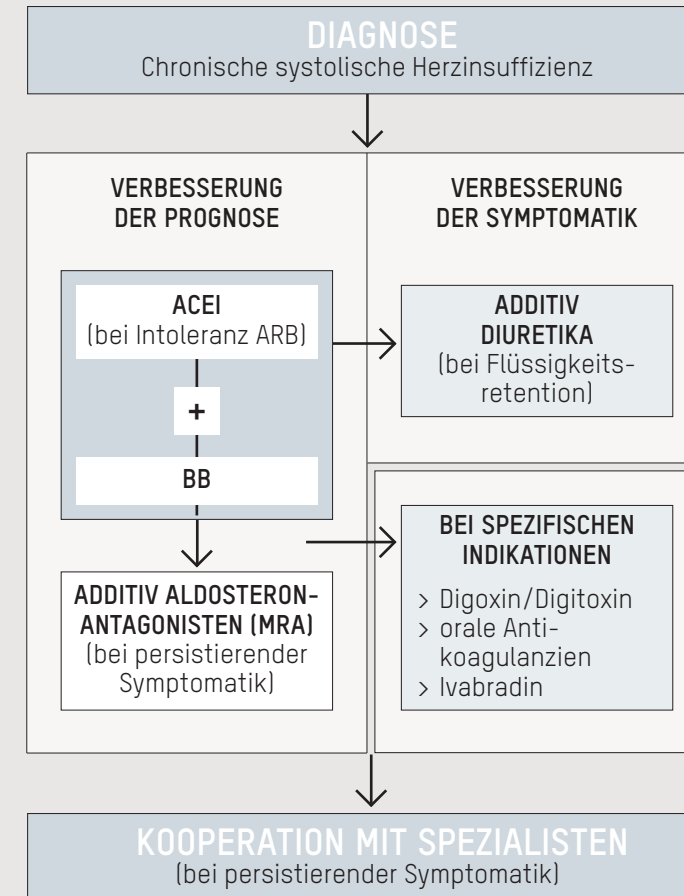 DIAGNOSE
Chronische systolische Herzinsuffizienz
VERBESSERUNG
DER PROGNOSE
ACEI
(bei Intoleranz ARB)
+
BB
ADDITIV ALDOSTERON-
ANTAGONISTEN (MRA)
(bei persistierender
Symptomatik)
VERBESSERUNG
DER SYMPTOMATIK
ADDITIV
DIURETIKA
(bei Flüssigkeits-
retention)
BEI SPEZIFISCHEN
INDIKATIONEN
> Digoxin/Digitoxin
> orale Anti-
koagulanzien
> Ivabradin
KOOPERATION MIT SPEZIALISTEN
(bei persistierender Symptomatik)